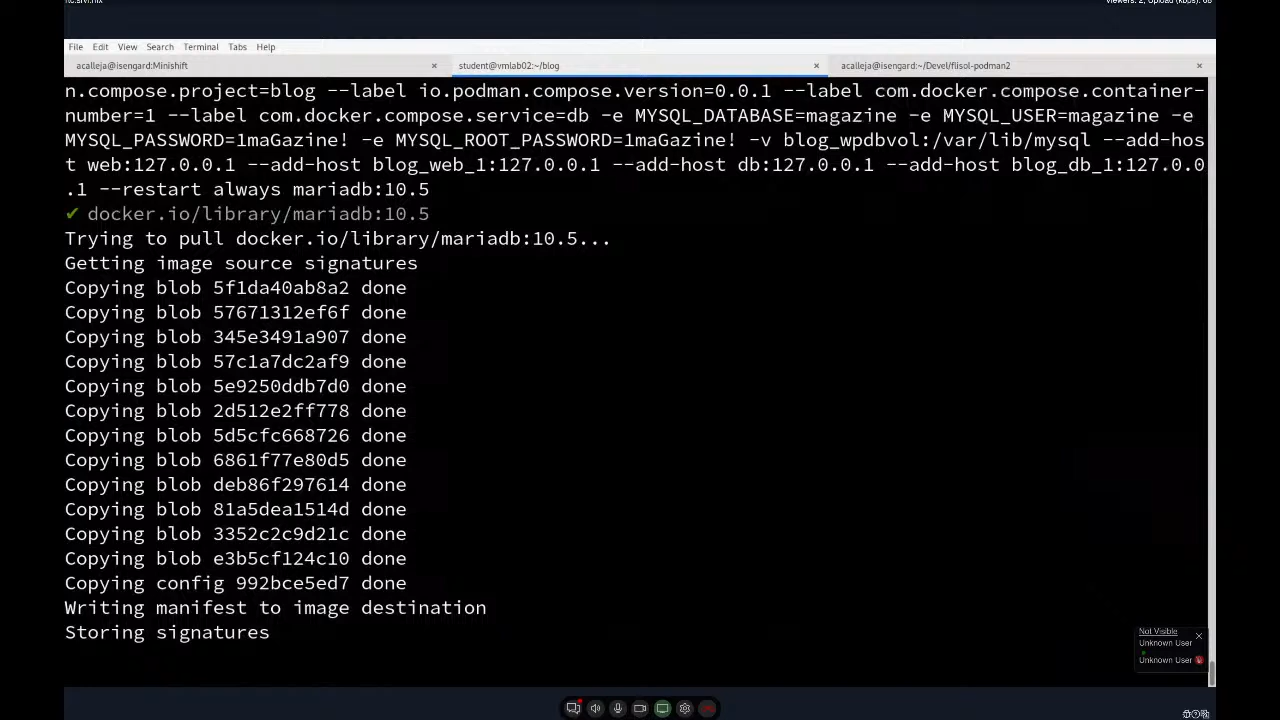 Viewers: 2, Upload (kbps): 68
File Edit View Search Terminal Tabs Help
acalleja@isengard:Minishift × student@vmlab02:~/blog × acalleja@isengard:~/Devel/flisol-podman2 ×
n.compose.project=blog --label io.podman.compose.version=0.0.1 --label com.docker.compose.container-
number=1 --label com.docker.compose.service=db -e MYSQL_DATABASE=magazine -e MYSQL_USER=magazine -e
MYSQL_PASSWORD=1maGazine! -e MYSQL_ROOT_PASSWORD=1maGazine! -v blog_wpdbvol:/var/lib/mysql --add-hos
t web:127.0.0.1 --add-host blog_web_1:127.0.0.1 --add-host db:127.0.0.1 --add-host blog_db_1:127.0.0
.1 --restart always mariadb:10.5
✔ docker.io/library/mariadb:10.5
Trying to pull docker.io/library/mariadb:10.5...
Getting image source signatures
Copying blob 5f1da40ab8a2 done
Copying blob 57671312ef6f done
Copying blob 345e3491a907 done
Copying blob 57c1a7dc2af9 done
Copying blob 5e9250ddb7d0 done
Copying blob 2d512e2ff778 done
Copying blob 5d5cfc668726 done
Copying blob 6861f77e80d5 done
Copying blob deb86f297614 done
Copying blob 81a5dea1514d done
Copying blob 3352c2c9d21c done
Copying blob e3b5cf124c10 done
Copying config 992bce5ed7 done
Writing manifest to image destination
Storing signatures
Not Visible
Unknown User
Unknown User